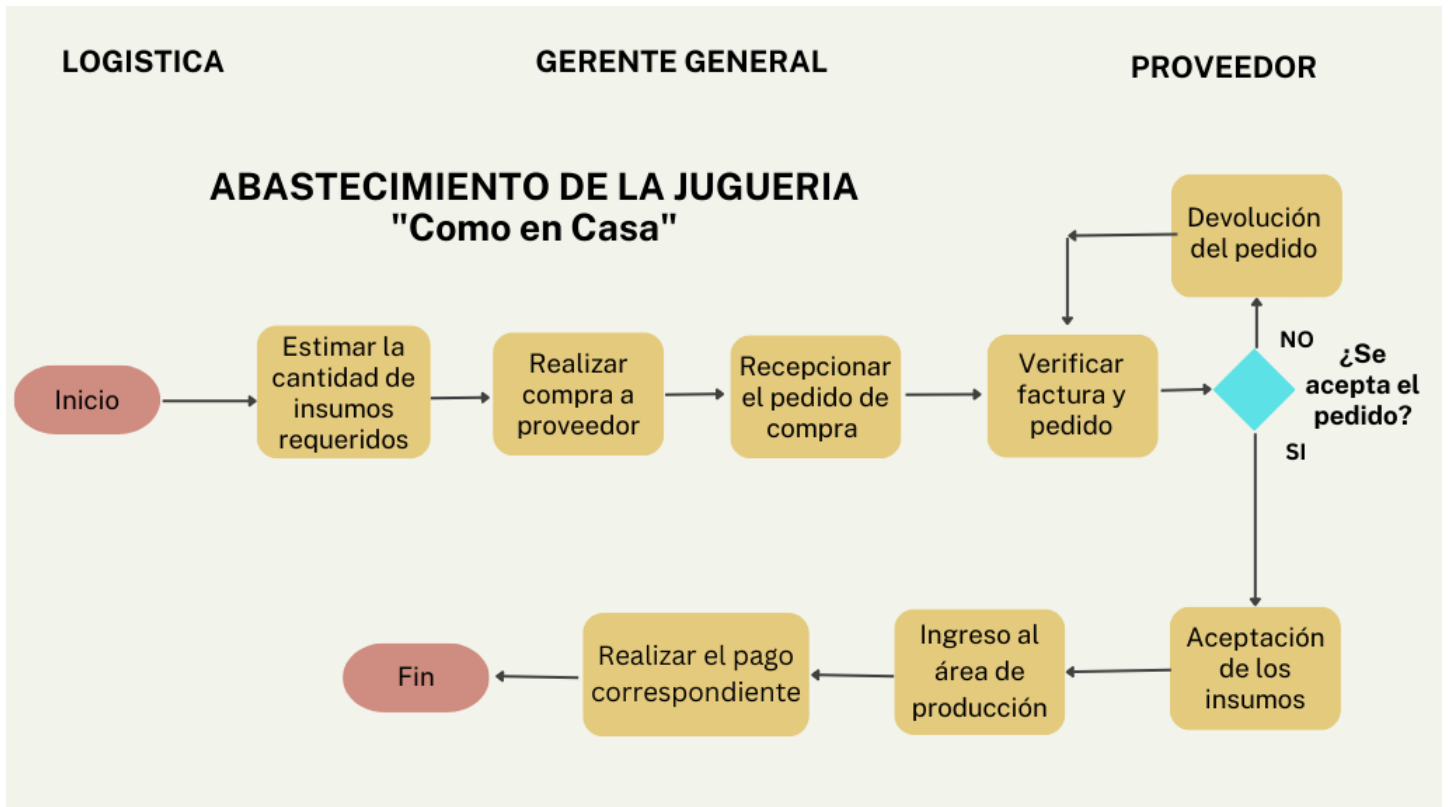 LOGISTICA
GERENTE GENERAL
PROVEEDOR
ABASTECIMIENTO DE LA JUGUERIA
"Como en Casa"
Devolución
del pedido
Inicio
Estimar la
cantidad de
insumos
requeridos
Realizar
compra a
proveedor
Recepcionar
el pedido de
compra
Verificar
factura y
pedido
NO
¿Se
acepta el
pedido?
SI
Fin
Realizar el pago
correspondiente
Ingreso al
área de
producción
Aceptación
de los
insumos